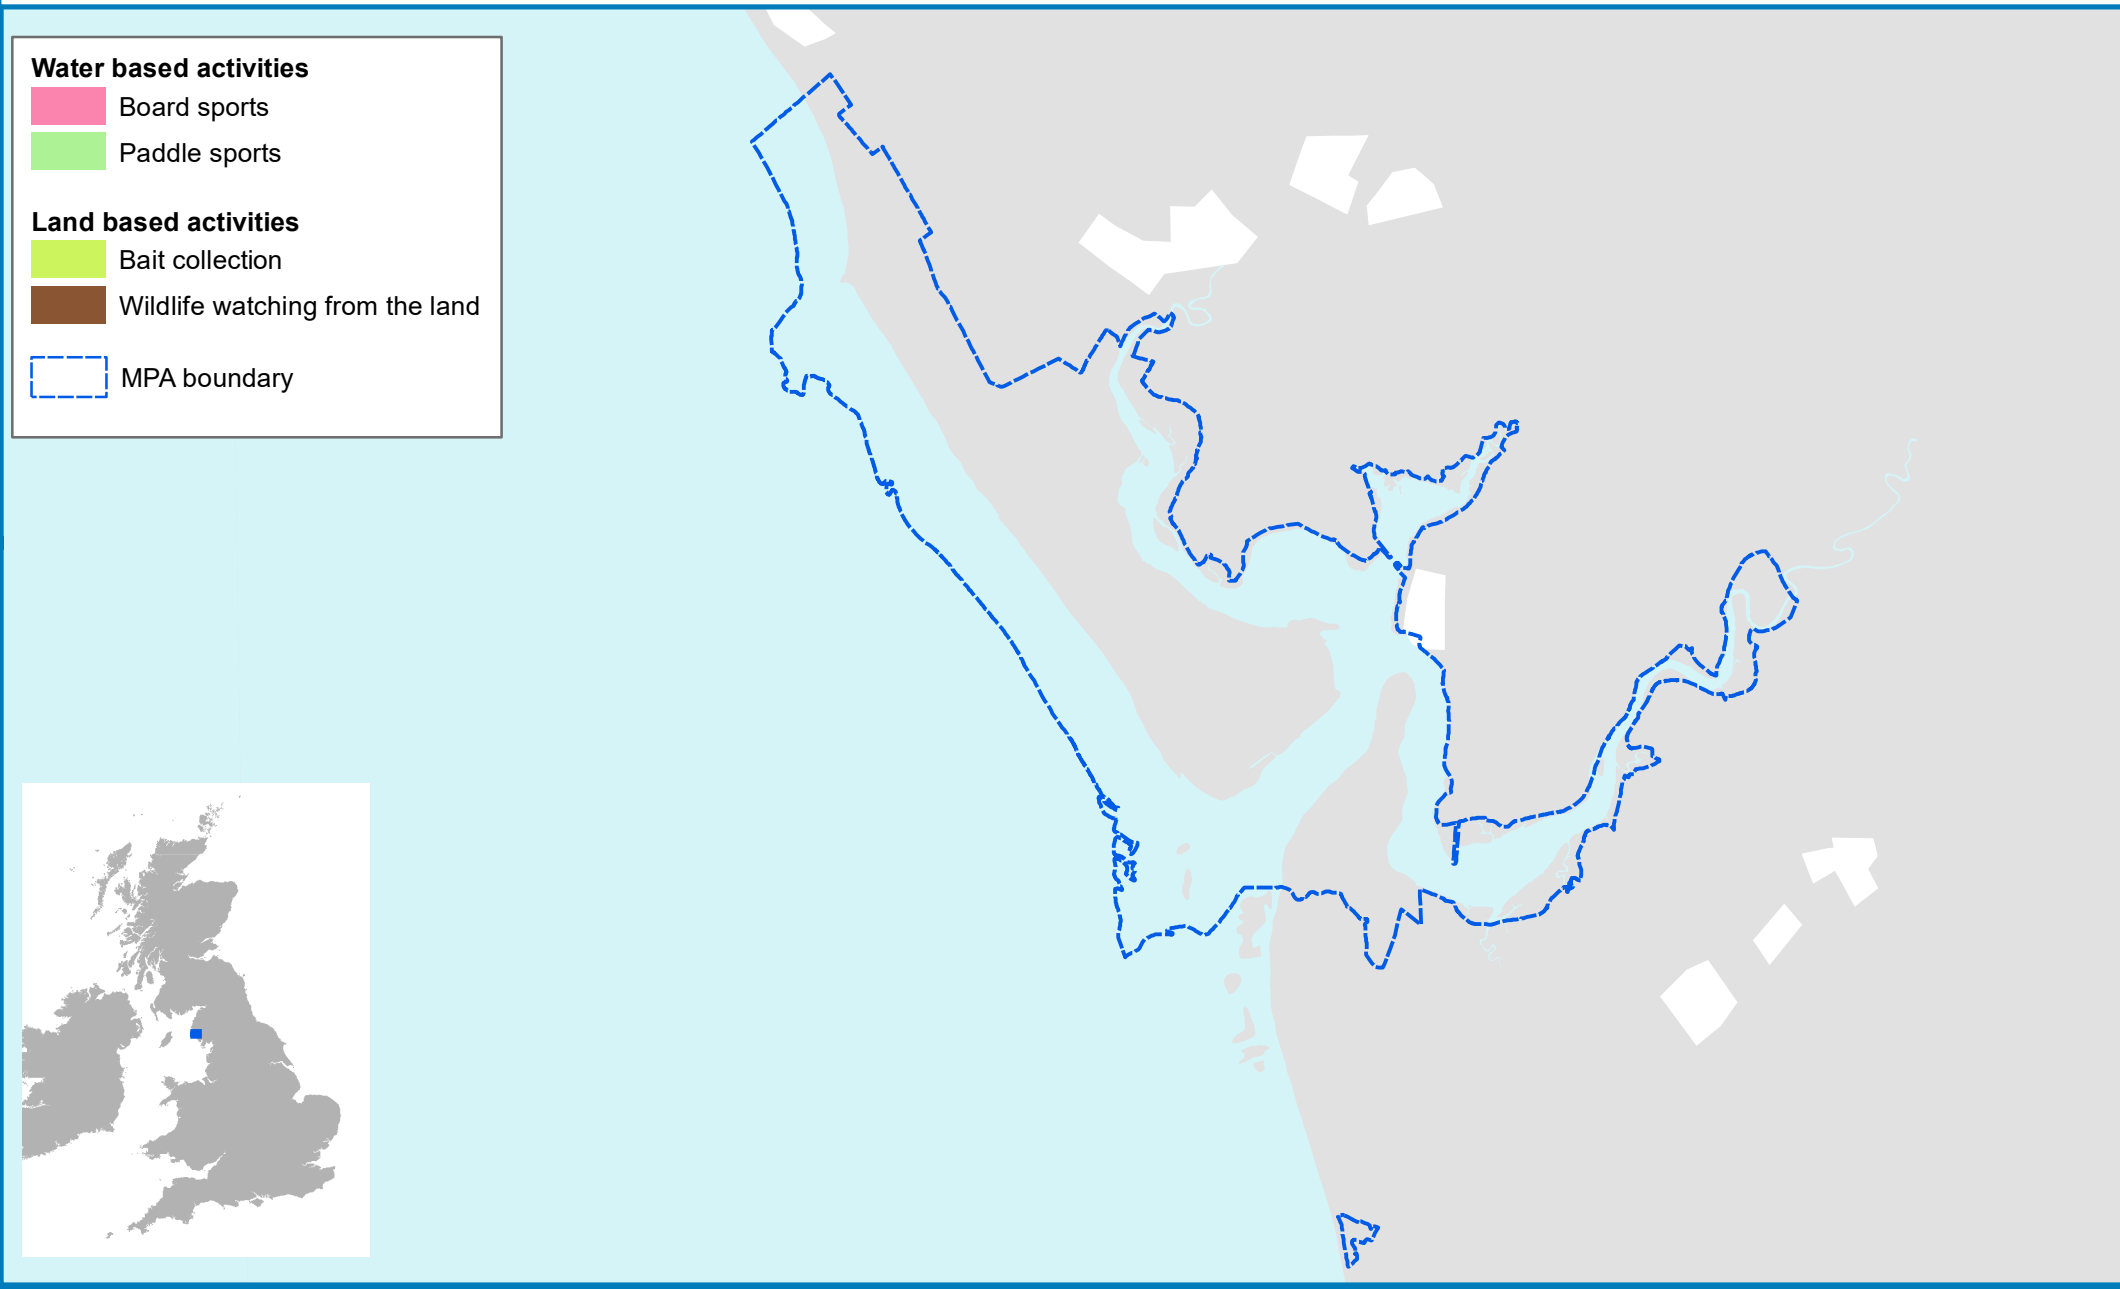 Water based activities
Board sports
Paddle sports
Land based activities
Bait collection
Wildlife watching from the land
MPA boundary